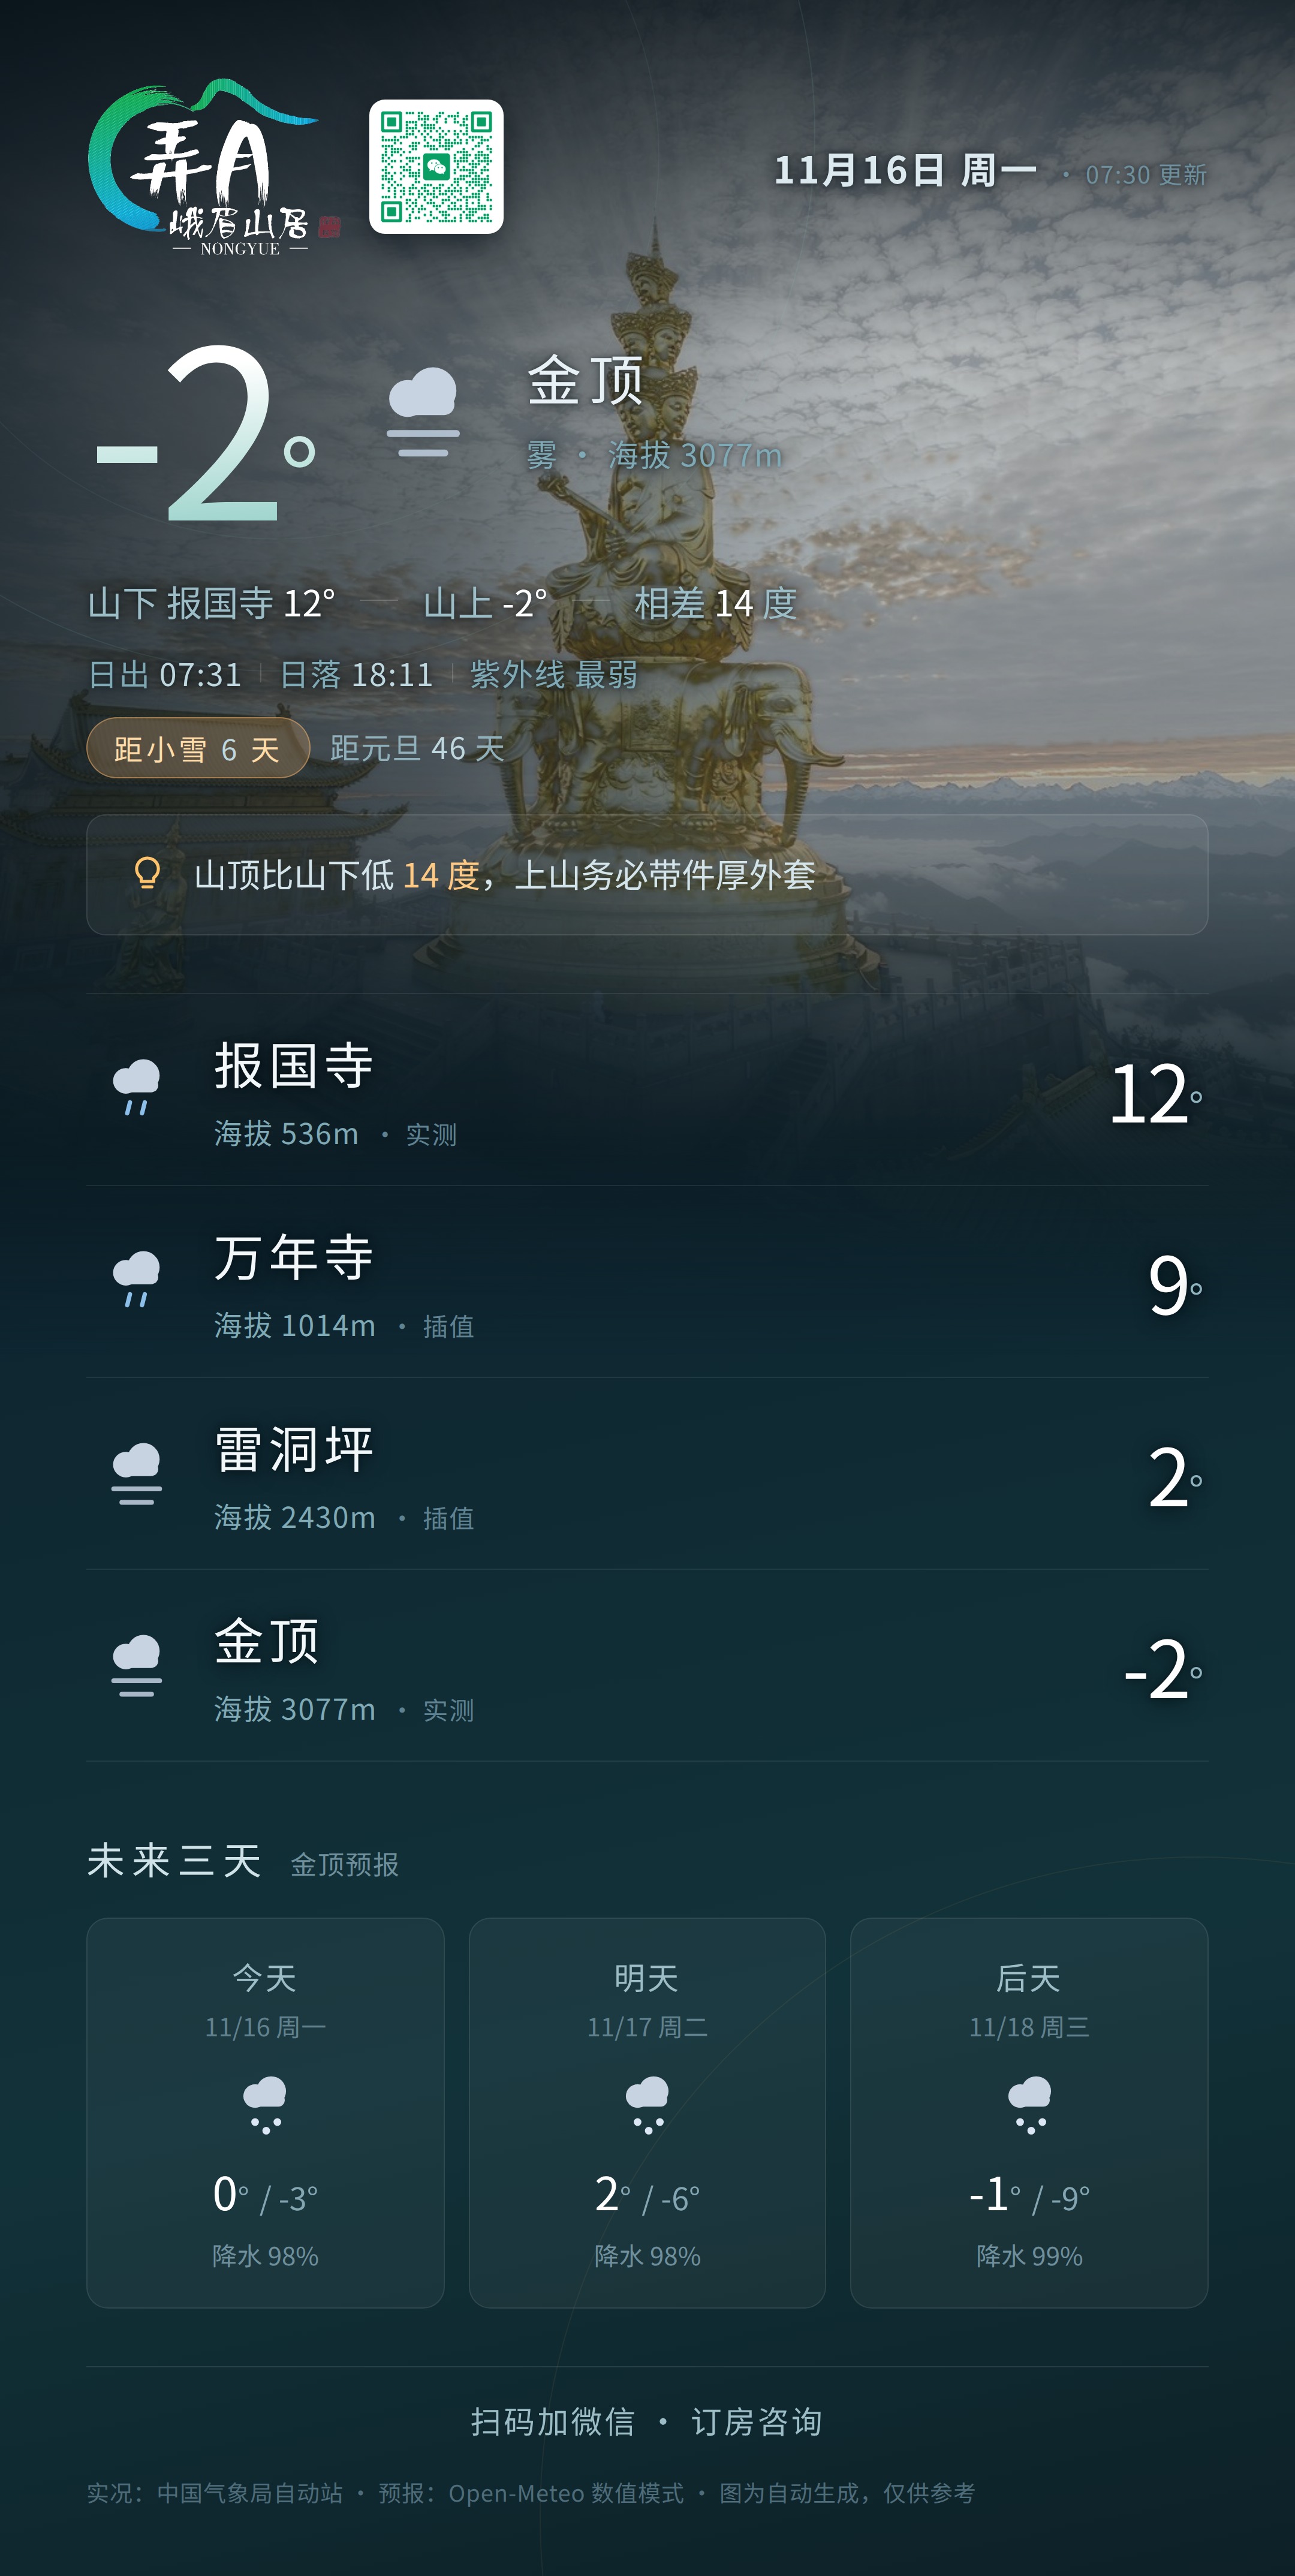 弄月
峨眉山居
NONGYUE
11月16日 周一 · 07:30 更新
-2°
金顶
雾 · 海拔 3077m
山下 报国寺 12° — 山上 -2° — 相差 14 度
日出 07:31 | 日落 18:11 | 紫外线 最弱
距小雪 6 天 距元旦 46 天
山顶比山下低 14 度，上山务必带件厚外套
报国寺
12°
海拔 536m · 实测
万年寺
9°
海拔 1014m · 插值
雷洞坪
2°
海拔 2430m · 插值
金顶
-2°
海拔 3077m · 实测
未来三天 金顶预报
今天
11/16 周一
0° / -3°
降水 98%
明天
11/17 周二
2° / -6°
降水 98%
后天
11/18 周三
-1° / -9°
降水 99%
扫码加微信 · 订房咨询
实况：中国气象局自动站 · 预报：Open-Meteo 数值模式 · 图为自动生成，仅供参考